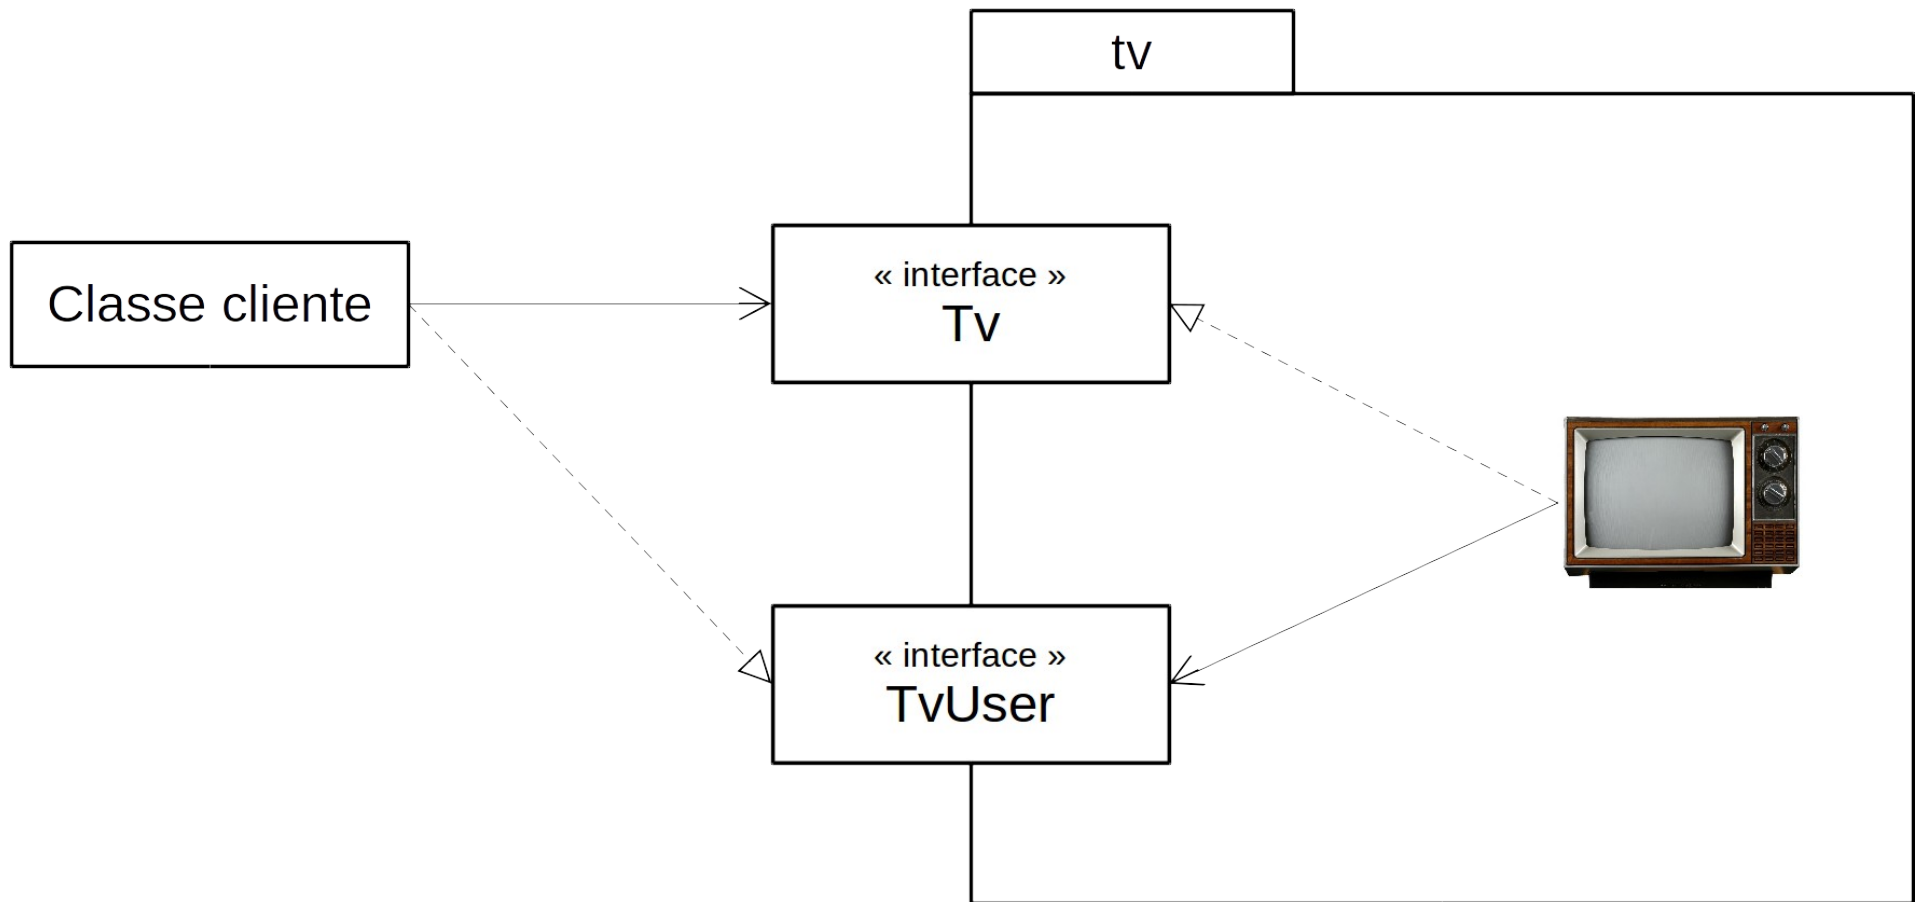 tv
Classe cliente
« interface »
Tv
« interface »
TvUser